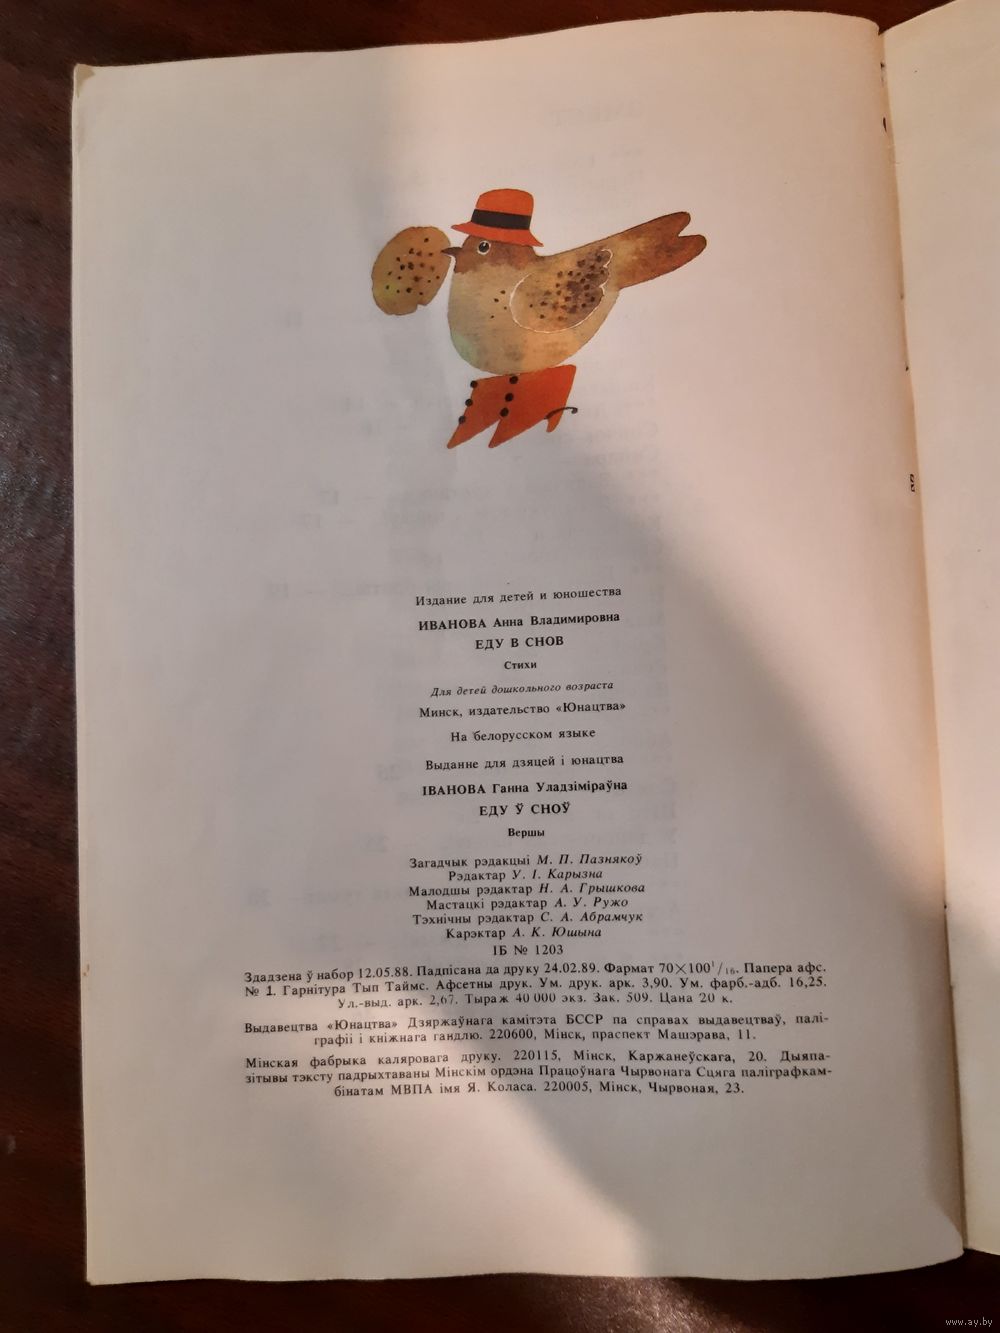 Издание для детей и юношества
ИВАНОВА Анна Владимировна
ЕДУ В СНОВ
Стихи
Для детей дошкольного возраста
Минск, издательство «Юнацтва»
На белорусском языке
Выданне для дзяцей і юнацтва
ІВАНОВА Ганна Уладзіміраўна
ЕДУ Ў СНОЎ
Вершы
Загадчык рэдакцыі М. П. Пазнякоў
Рэдактар У. І. Карызна
Малодшы рэдактар Н. А. Грышкова
Мастацкі рэдактар А. У. Ружо
Тэхнічны рэдактар С. А. Абрамчук
Карэктар А. К. Юшына
ІБ № 1203
Здадзена ў набор 12.05.88. Падпісана да друку 24.02.89. Фармат 70×100¹/₁₆. Папера афс.
№ 1. Гарнітура Тып Таймс. Афсетны друк. Ум. друк. арк. 3,90. Ум. фарб.-адб. 16,25.
Ул.-выд. арк. 2,67. Тыраж 40 000 экз. Зак. 509. Цана 20 к.
Выдавецтва «Юнацтва» Дзяржаўнага камітэта БССР па справах выдавецтваў, палі-
графіі і кніжнага гандлю. 220600, Мінск, праспект Машэрава, 11.
Мінская фабрыка каляровага друку. 220115, Мінск, Каржанеўскага, 20. Дыяпа-
зітывы тэксту падрыхтаваны Мінскім ордэна Працоўнага Чырвонага Сцяга паліграфкам-
бінатам МВПА імя Я. Коласа. 220005, Мінск, Чырвоная, 23.
www.ay.by